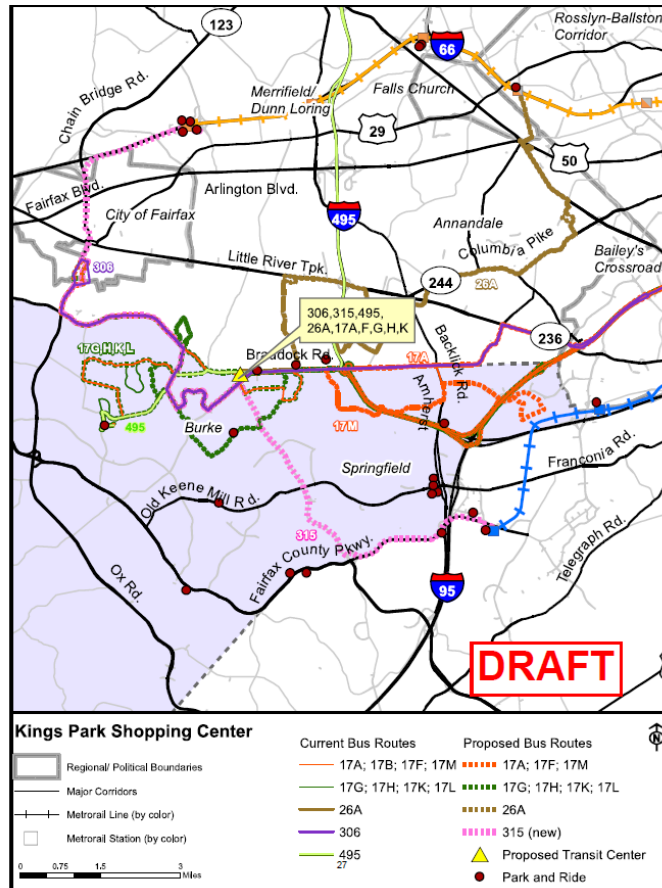 123
Rosslyn-Ballston
Corridor
66
Chain Bridge Rd.
Merrifield/
Dunn Loring
Falls Church
29
50
Fairfax Blvd.
Arlington Blvd.
City of Fairfax
495
Annandale
Columbia Pike
Bailey's
Crossroad
306
Little River Tpk.
244
26A
306,315,495,
26A,17A,F,G,H,K
236
17G,H,K,L
Braddock Rd.
17A
Backlick Rd.
Amherst
495
Burke
17M
Springfield
Franconia Rd.
Old Keene Mill Rd.
315
Fairfax County Pkwy.
Telegraph Rd.
Ox Rd.
95
DRAFT
Kings Park Shopping Center
N
Regional/ Political Boundaries
Major Corridors
Metrorail Line (by color)
Metrorail Station (by color)
0 0.75 1.5 3
Miles
Current Bus Routes
17A; 17B; 17F; 17M
17G; 17H; 17K; 17L
26A
306
495
27
Proposed Bus Routes
17A; 17F; 17M
17G; 17H; 17K; 17L
26A
315 (new)
Proposed Transit Center
Park and Ride